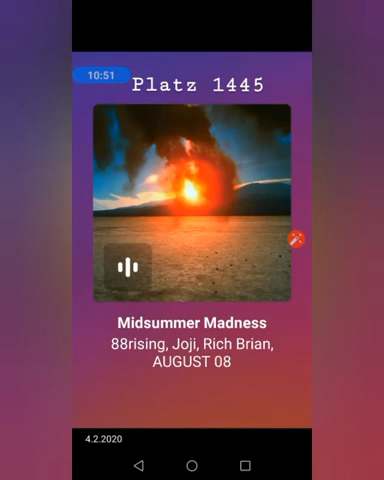 10:51
Platz 1445
Midsummer Madness
88rising, Joji, Rich Brian,
AUGUST 08
4.2.2020